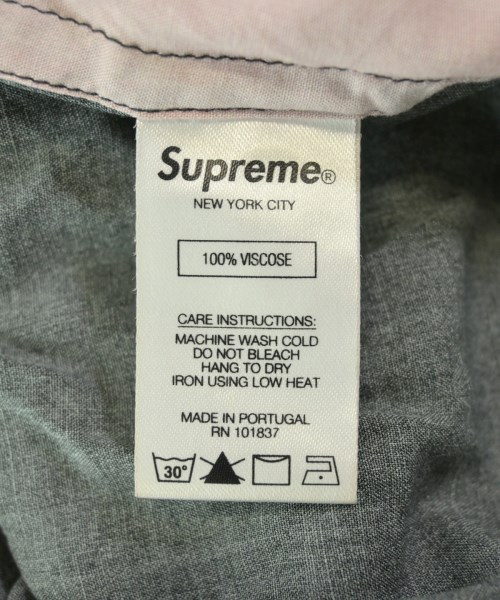 Supreme®
NEW YORK CITY
100% VISCOSE
CARE INSTRUCTIONS:
MACHINE WASH COLD
DO NOT BLEACH
HANG TO DRY
IRON USING LOW HEAT
MADE IN PORTUGAL
RN 101837
30°